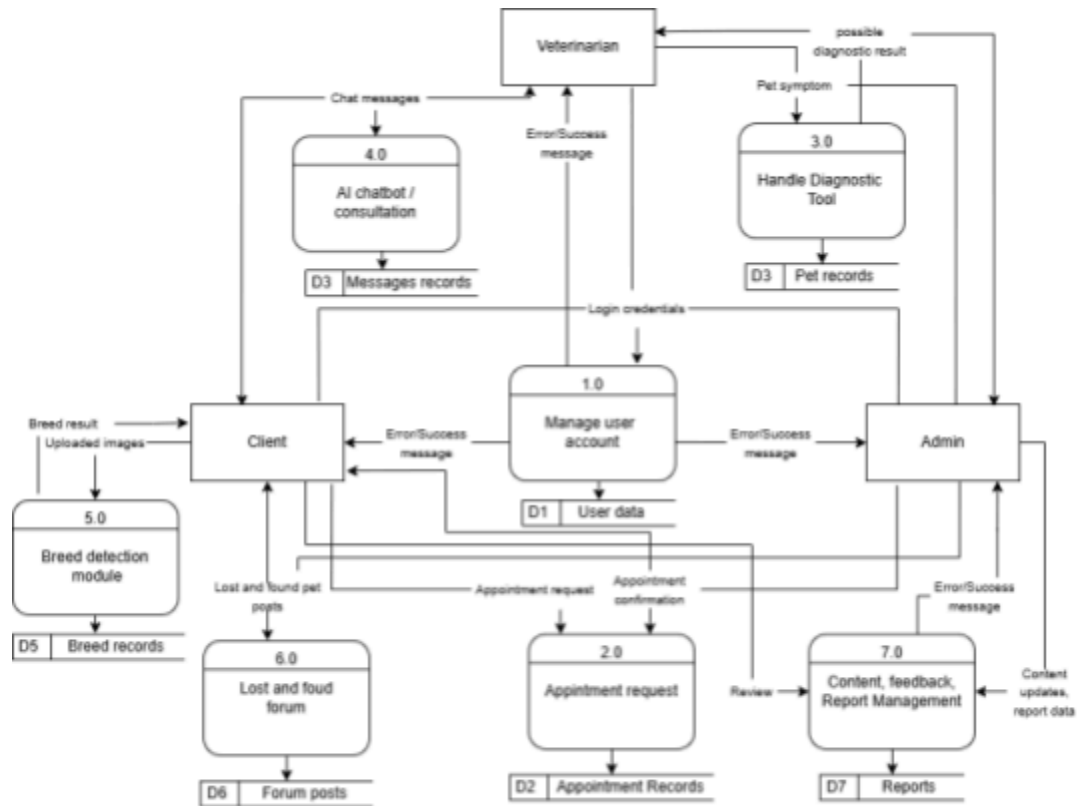 Veterinarian
possible
diagnostic result
Chat messages
Pet symptom
Error/Success
message
4.0
AI chatbot /
consultation
3.0
Handle Diagnostic
Tool
D3 Messages records
D3 Pet records
Login credentials
1.0
Manage user
account
Breed result
Uploaded images
Client
Error/Success
message
Error/Success
message
Admin
D1 User data
5.0
Breed detection
module
Lost and found pet
posts
Appointment request
Appointment
confirmation
Error/Success
message
D5 Breed records
6.0
Lost and foud
forum
2.0
Appintment request
7.0
Content, feedback,
Report Management
Review
Content
updates,
report data
D6 Forum posts
D2 Appointment Records
D7 Reports